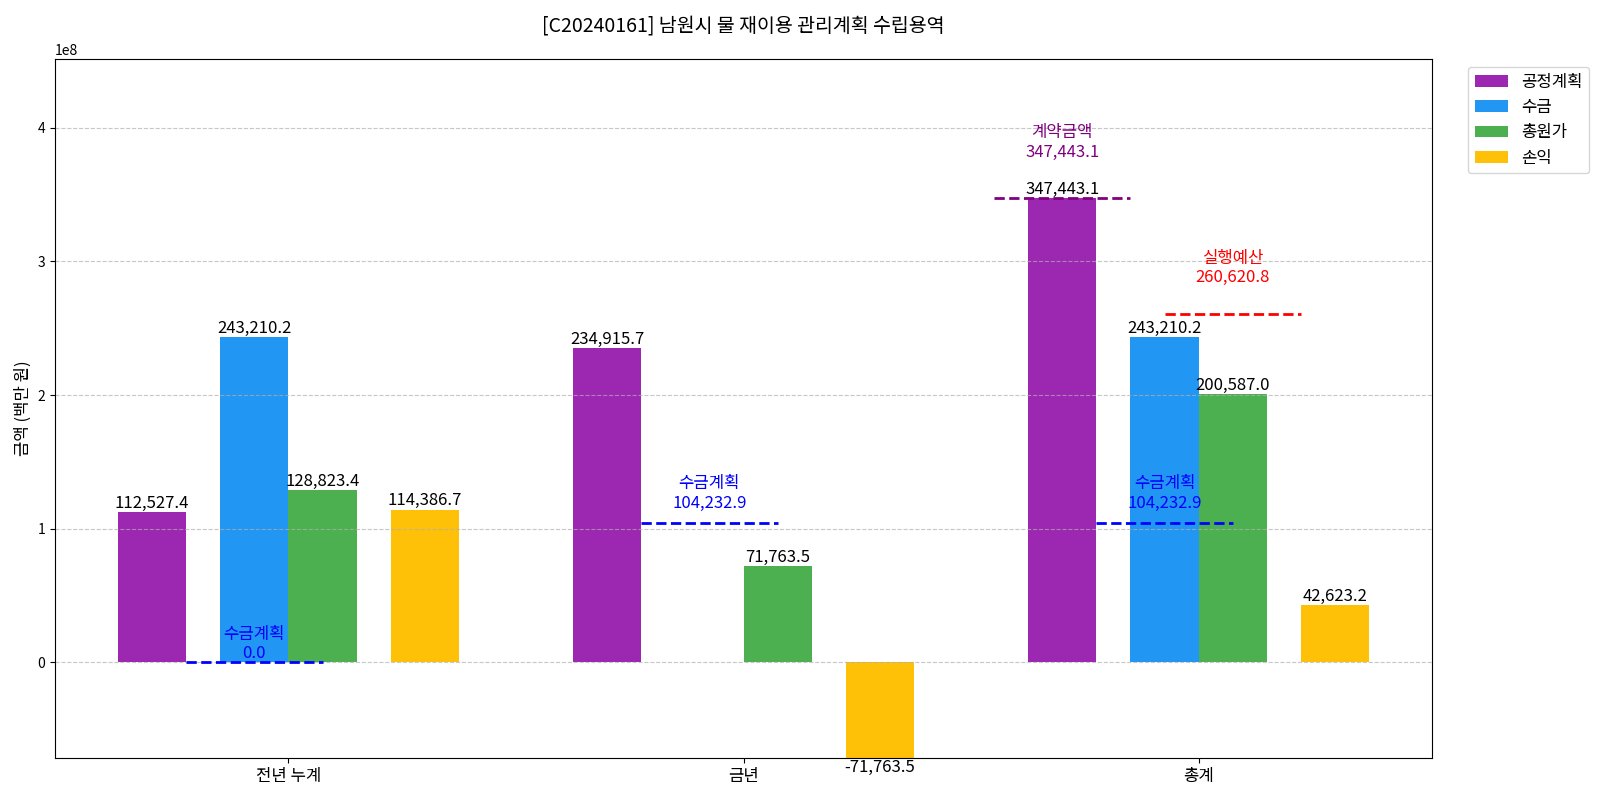 [C20240161] 남원시 물 재이용 관리계획 수립용역
1e8
공정계획
수금
총원가
손익
금액 (백만 원)
4
3
2
1
0
계약금액
347,443.1
347,443.1
실행예산
260,620.8
243,210.2
234,915.7
243,210.2
200,587.0
수금계획
104,232.9
수금계획
104,232.9
112,527.4
128,823.4
114,386.7
71,763.5
42,623.2
수금계획
0.0
-71,763.5
전년 누계
금년
총계